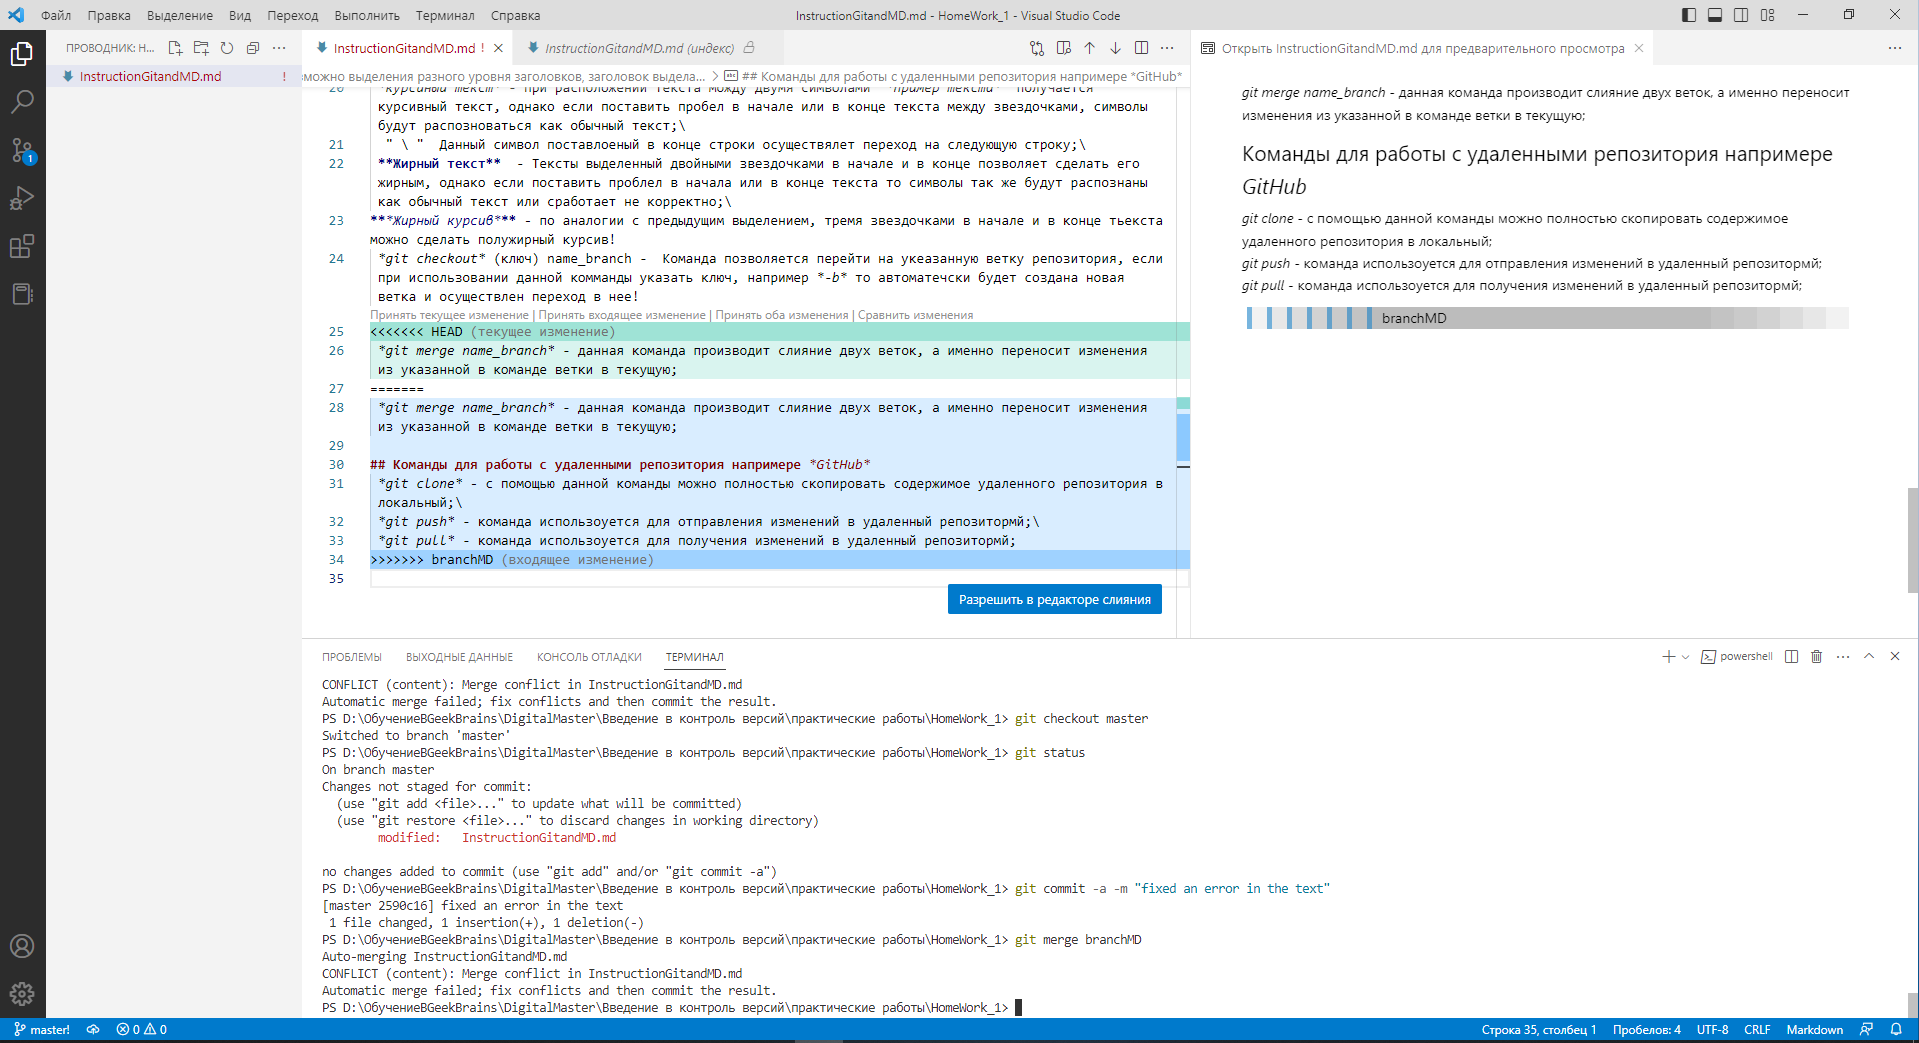 Файл Правка Выделение Вид Переход Выполнить Терминал Справка
InstructionGitandMD.md - HomeWork_1 - Visual Studio Code
ПРОВОДНИК: Н...
InstructionGitandMD.md !
InstructionGitandMD.md !
InstructionGitandMD.md (индекс)
зможно выделения разного уровня заголовков, заголовок выдела... > ## Команды для работы с удаленными репозитория например *GitHub*
20 *курсивный текст* - при расположении текста между двумя символами *пример текста* получается
курсивный текст, однако если поставить пробел в начале или в конце текста между звездочками, символы
будут распозноваться как обычный текст;\
21 " \ " Данный символ поставлоеный в конце строки осуществялет переход на следующую строку;\
22 **Жирный текст** - Тексты выделенный двойными звездочками в начале и в конце позволяет сделать его
жирным, однако если поставить проблел в начала или в конце текста то символы так же будут распознаны
как обычный текст или сработает не корректно;\
23 ***Жирный курсив*** - по аналогии с предыдущим выделением, тремя звездочками в начале и в конце тьекста
можно сделать полужирный курсив!
24 *git checkout* (ключ) name_branch - Команда позволяется перейти на укеазанную ветку репозитория, если
при использовании данной комманды указать ключ, например *-b* то автоматечски будет создана новая
ветка и осуществлен переход в нее!
Принять текущее изменение | Принять входящее изменение | Принять оба изменения | Сравнить изменения
25 <<<<<<< HEAD (текущее изменение)
26 *git merge name_branch* - данная команда производит слияние двух веток, а именно переносит изменения
из указанной в команде ветки в текущую;
27 =======
28 *git merge name_branch* - данная команда производит слияние двух веток, а именно переносит изменения
из указанной в команде ветки в текущую;
29
30 ## Команды для работы с удаленными репозитория например *GitHub*
31 *git clone* - с помощью данной команды можно полностью скопировать содержимое удаленного репозитория в
локальный;\
32 *git push* - команда использоуется для отправления изменений в удаленный репозитормй;\
33 *git pull* - команда использоуется для получения изменений в удаленный репозитормй;
34 >>>>>>> branchMD (входящее изменение)
35
Разрешить в редакторе слияния
Открыть InstructionGitandMD.md для предварительного просмотра
git merge name_branch - данная команда производит слияние двух веток, а именно переносит
изменения из указанной в команде ветки в текущую;
Команды для работы с удаленными репозитория например
GitHub
git clone - с помощью данной команды можно полностью скопировать содержимое
удаленного репозитория в локальный;
git push - команда использоуется для отправления изменений в удаленный репозитормй;
git pull - команда использоуется для получения изменений в удаленный репозитормй;
branchMD
ПРОБЛЕМЫ ВЫХОДНЫЕ ДАННЫЕ КОНСОЛЬ ОТЛАДКИ ТЕРМИНАЛ
powershell
CONFLICT (content): Merge conflict in InstructionGitandMD.md
Automatic merge failed; fix conflicts and then commit the result.
PS D:\ОбучениеBGeekBrains\DigitalMaster\Введение в контроль версий\практические работы\HomeWork_1> git checkout master
Switched to branch 'master'
PS D:\ОбучениеBGeekBrains\DigitalMaster\Введение в контроль версий\практические работы\HomeWork_1> git status
On branch master
Changes not staged for commit:
(use "git add <file>..." to update what will be committed)
(use "git restore <file>..." to discard changes in working directory)
modified: InstructionGitandMD.md
no changes added to commit (use "git add" and/or "git commit -a")
PS D:\ОбучениеBGeekBrains\DigitalMaster\Введение в контроль версий\практические работы\HomeWork_1> git commit -a -m "fixed an error in the text"
[master 2590c16] fixed an error in the text
1 file changed, 1 insertion(+), 1 deletion(-)
PS D:\ОбучениеBGeekBrains\DigitalMaster\Введение в контроль версий\практические работы\HomeWork_1> git merge branchMD
Auto-merging InstructionGitandMD.md
CONFLICT (content): Merge conflict in InstructionGitandMD.md
Automatic merge failed; fix conflicts and then commit the result.
PS D:\ОбучениеBGeekBrains\DigitalMaster\Введение в контроль версий\практические работы\HomeWork_1>
1
master! 0 0
Строка 35, столбец 1 Пробелов: 4 UTF-8 CRLF Markdown